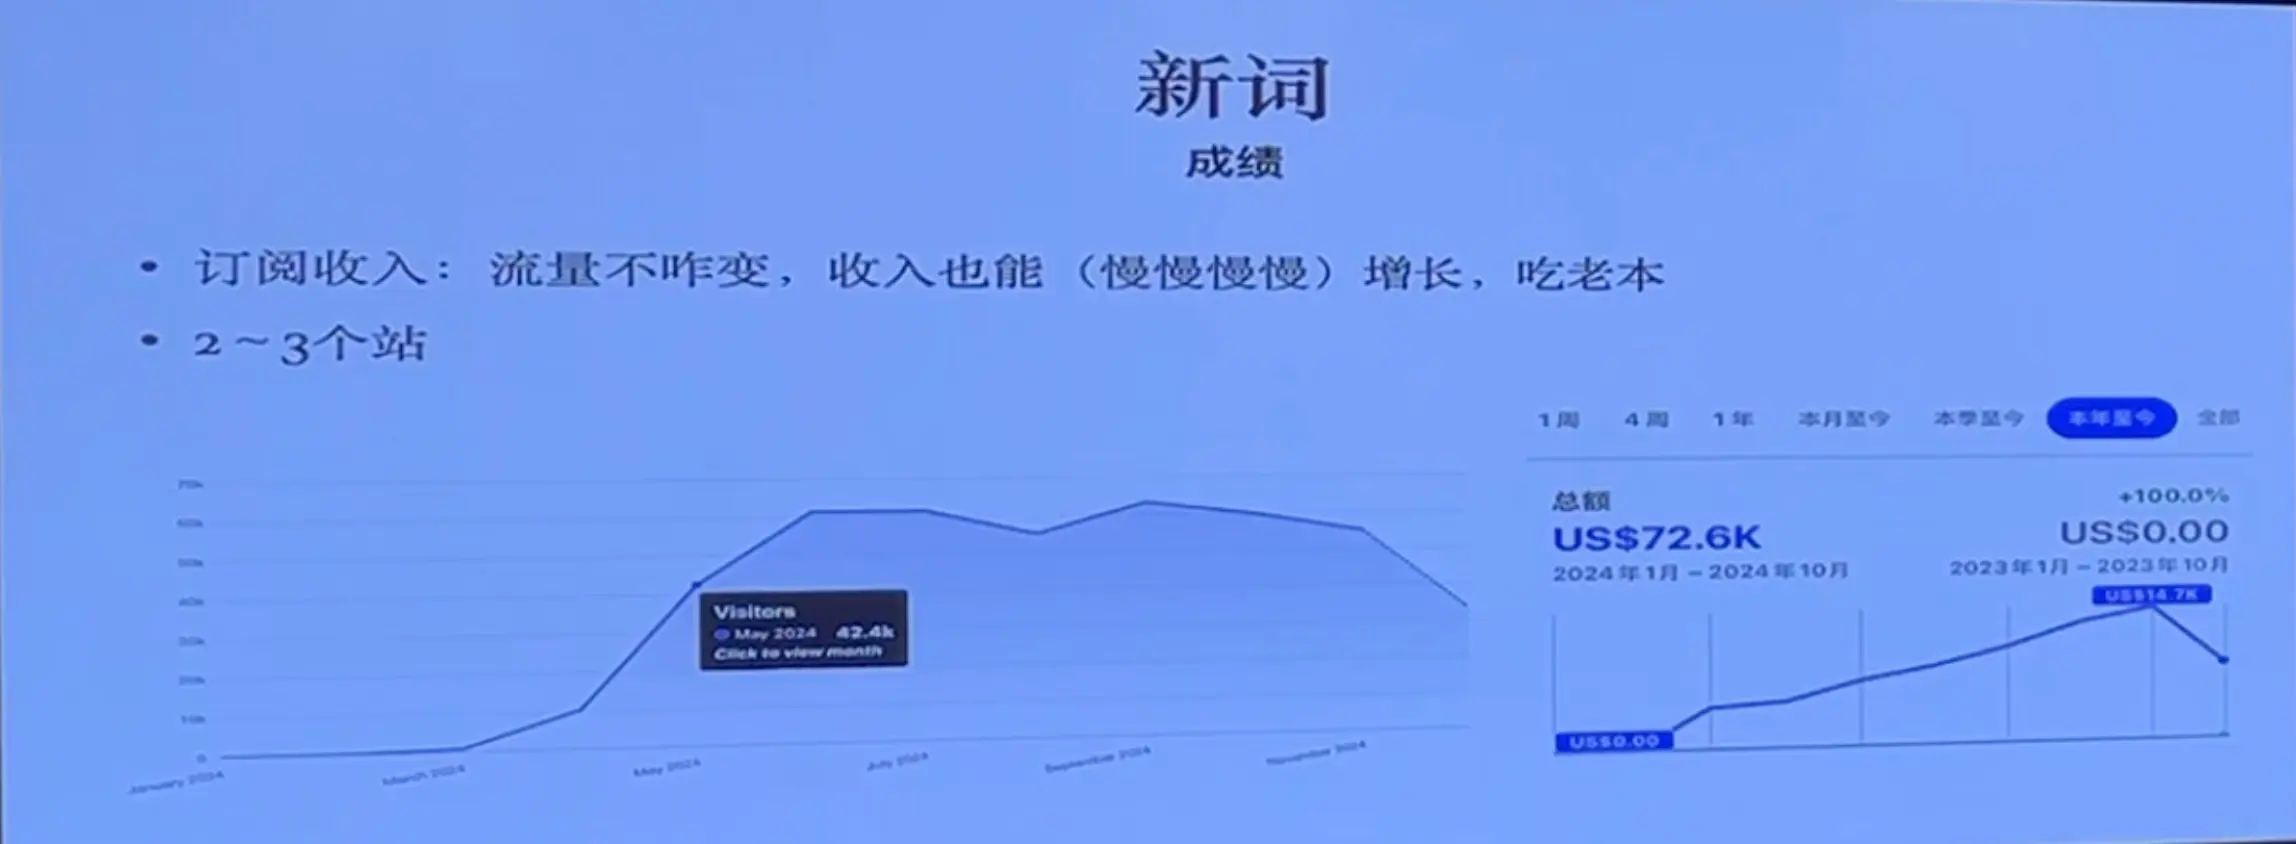 新词
成绩
• 订阅收入：流量不咋变，收入也能（慢慢慢慢）增长，吃老本
• 2～3个站
70k
60k
50k
40k
30k
20k
10k
0
January 2024
March 2024
May 2024
July 2024
September 2024
November 2024
Visitors
May 2024 42.4k
Click to view month
1周 4周 1年 本月至今 本季至今 本年至今 全部
总额 +100.0%
US$72.6K US$0.00
2024年1月 – 2024年10月 2023年1月 – 2023年10月
US$14.7K
US$0.00